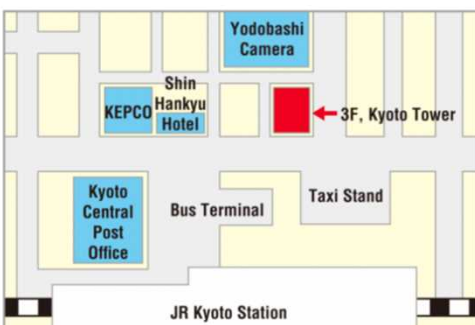 Yodobashi
Camera
Shin
Hankyu
Hotel
KEPCO
3F, Kyoto Tower
Kyoto
Central
Post
Office
Bus Terminal
Taxi Stand
JR Kyoto Station